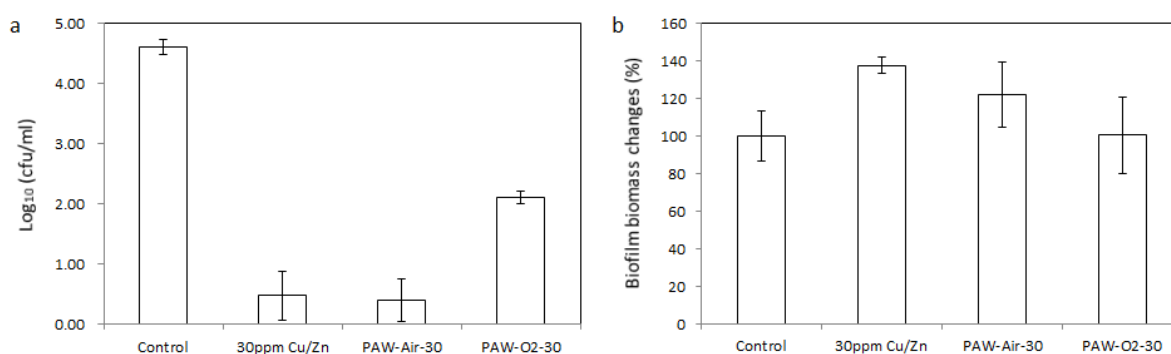 a
Log₁₀ (cfu/ml)
5.00
4.00
3.00
2.00
1.00
0.00
Control
30ppm Cu/Zn
PAW-Air-30
PAW-O2-30
b
Biofilm biomass changes (%)
160
140
120
100
80
60
40
20
0
Control
30ppm Cu/Zn
PAW-Air-30
PAW-O2-30